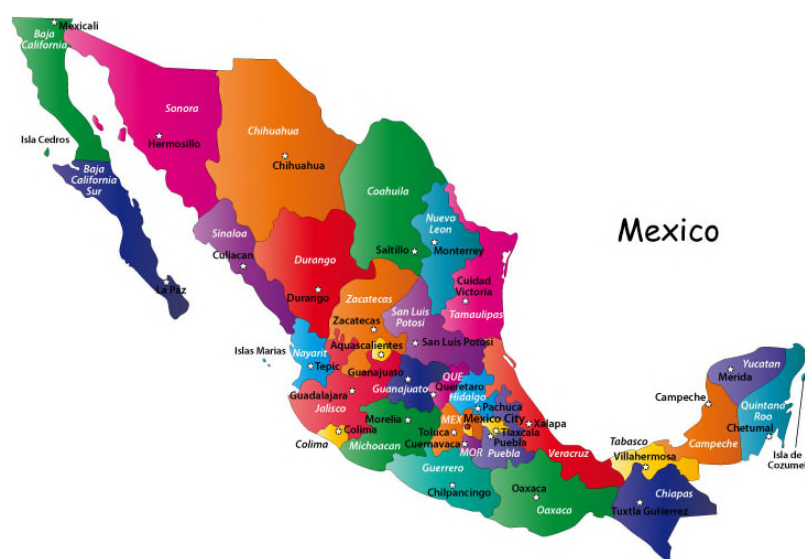 Baja
California
Mexicali
Sonora
Hermosillo
Chihuahua
Chihuahua
Isla Cedros
Baja
California
Sur
La Paz
Coahuila
Saltillo
Nuevo
Leon
Monterrey
Mexico
Sinaloa
Culiacan
Durango
Durango
Cuidad
Victoria
Tamaulipas
Zacatecas
Zacatecas
San Luis
Potosi
San Luis Potosi
Aquascalientes
Islas Marias
Nayarit
Tepic
Guanajuato
Guanajuato
QUE
Queretaro
Hidalgo
Pachuca
Guadalajara
Jalisco
Colima
Colima
Morelia
Michoacan
MEX
Mexico City
Toluca
Cuernavaca
MOR
Tlaxcala
Puebla
Puebla
Xalapa
Veracruz
Guerrero
Chilpancingo
Oaxaca
Oaxaca
Tabasco
Villahermosa
Chiapas
Tuxtla Gutierrez
Campeche
Campeche
Yucatan
Merida
Quintana
Roo
Chetumal
Isla de
Cozumel